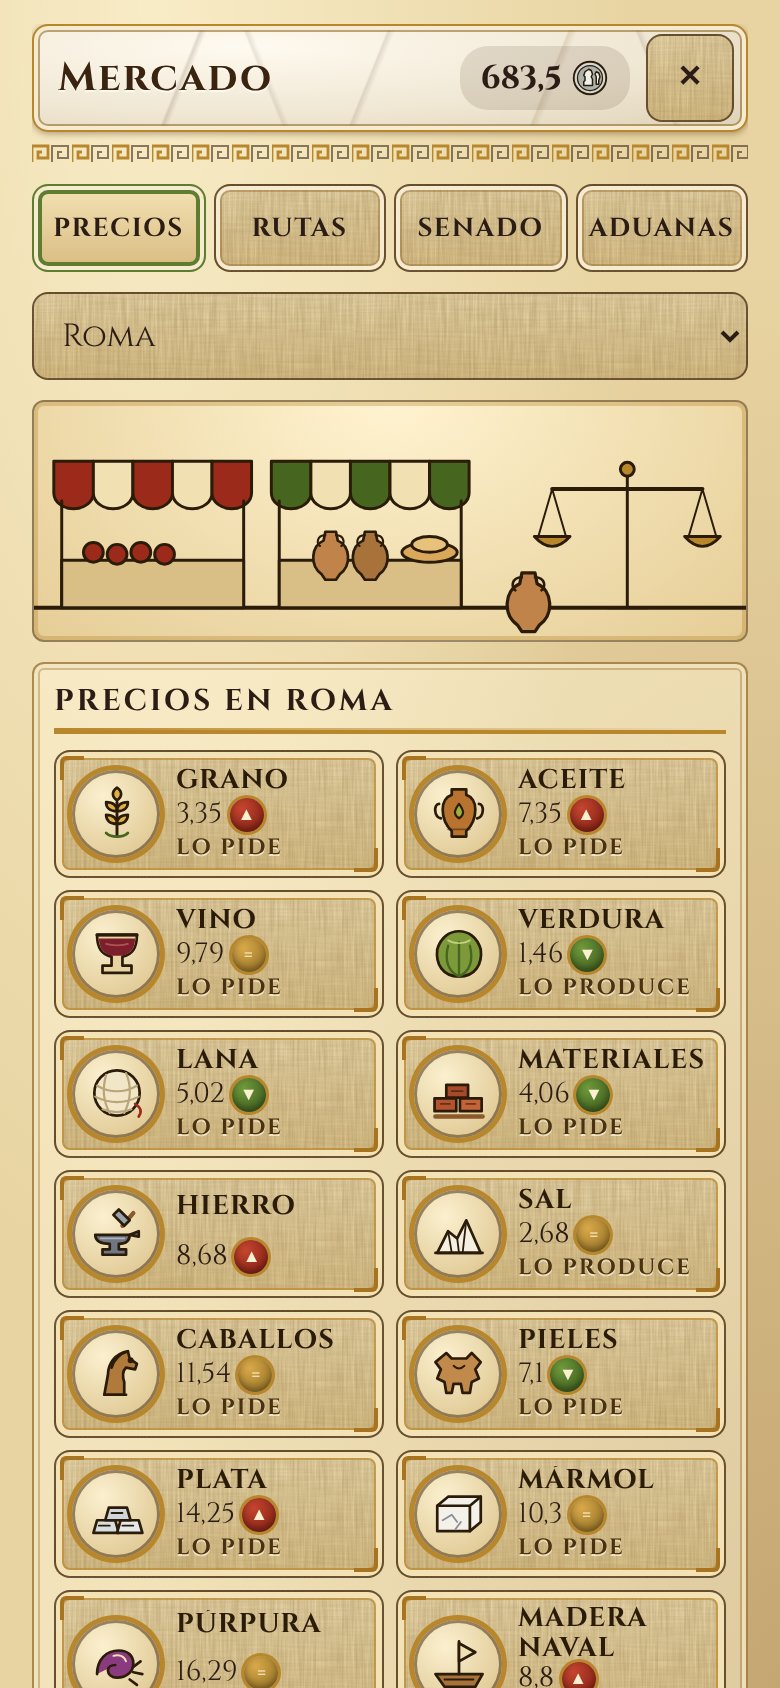 Mercado
683,5
×
PRECIOS RUTAS SENADO ADUANAS
Roma
PRECIOS EN ROMA
GRANO
3,35 ▲
LO PIDE
ACEITE
7,35 ▲
LO PIDE
VINO
9,79 =
LO PIDE
VERDURA
1,46 ▼
LO PRODUCE
LANA
5,02 ▼
LO PIDE
MATERIALES
4,06 ▼
LO PIDE
HIERRO
8,68 ▲
SAL
2,68 =
LO PRODUCE
CABALLOS
11,54 =
LO PIDE
PIELES
7,1 ▼
LO PIDE
PLATA
14,25 ▲
LO PIDE
MÁRMOL
10,3 =
LO PIDE
PÚRPURA
16,29 =
MADERA
NAVAL
8,8 ▲